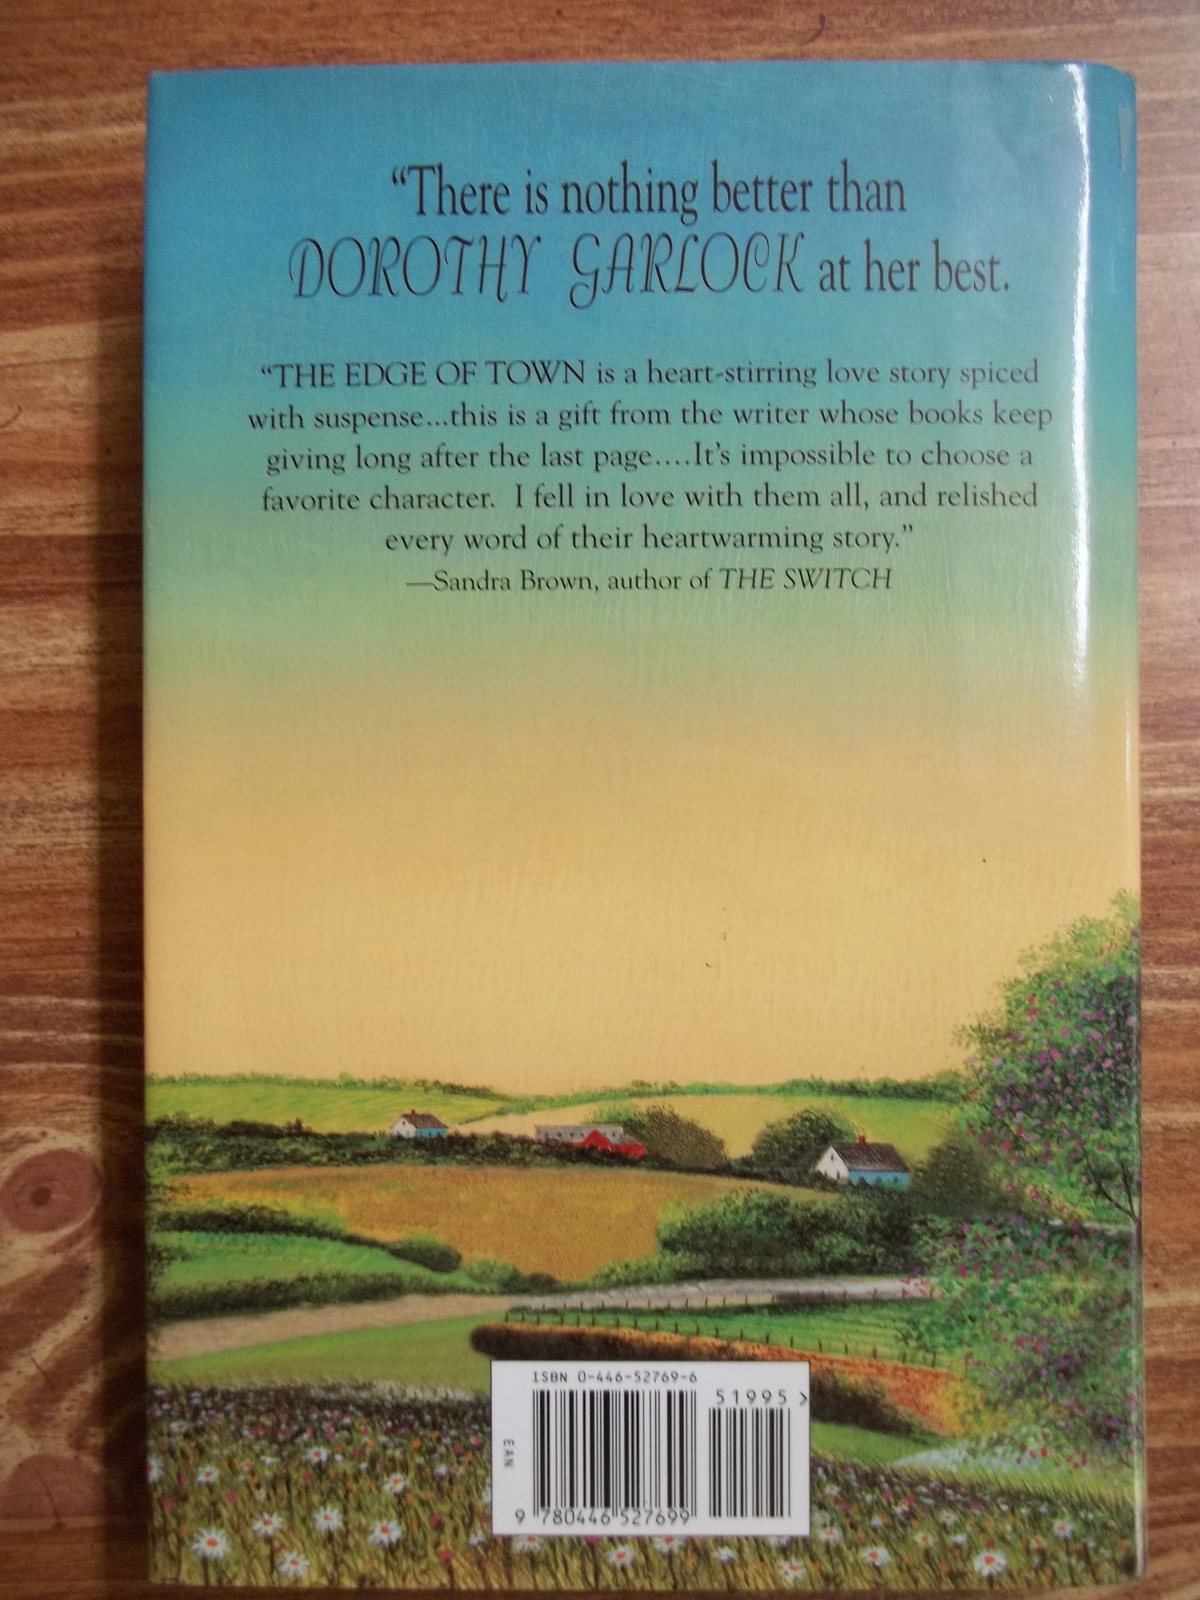 “There is nothing better than
DOROTHY GARLOCK at her best.
“THE EDGE OF TOWN is a heart-stirring love story spiced
with suspense...this is a gift from the writer whose books keep
giving long after the last page....It’s impossible to choose a
favorite character. I fell in love with them all, and relished
every word of their heartwarming story.”
—Sandra Brown, author of THE SWITCH
ISBN 0-446-52769-6
51995 >
EAN
9 780446 527699